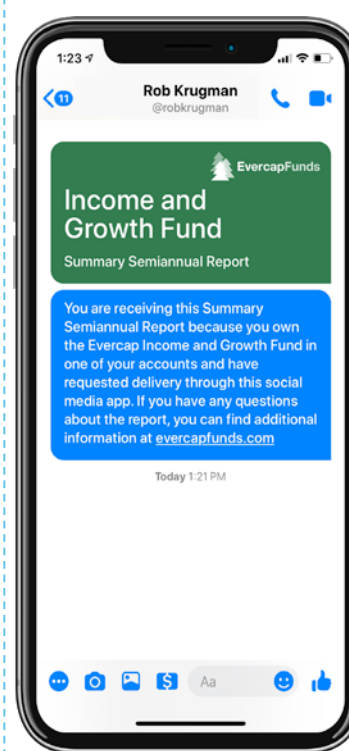 1:23
11
Rob Krugman
@robkrugman
EvercapFunds
Income and
Growth Fund
Summary Semiannual Report
You are receiving this Summary
Semiannual Report because you own
the Evercap Income and Growth Fund in
one of your accounts and have
requested delivery through this social
media app. If you have any questions
about the report, you can find additional
information at evercapfunds.com
Today 1:21 PM
$
Aa